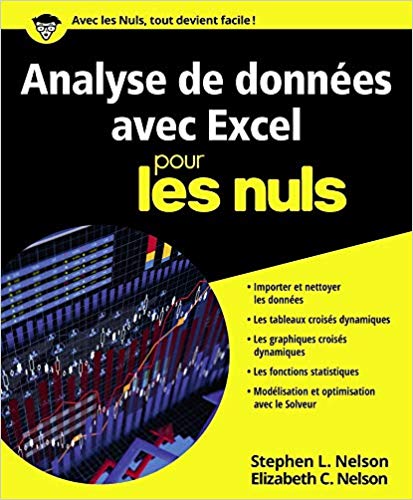 Avec les Nuls, tout devient facile !
Analyse de données
avec Excel
pour
les nuls
• Importer et nettoyer
les données
• Les tableaux croisés dynamiques
• Les graphiques croisés
dynamiques
• Les fonctions statistiques
• Modélisation et optimisation
avec le Solveur
Stephen L. Nelson
Elizabeth C. Nelson